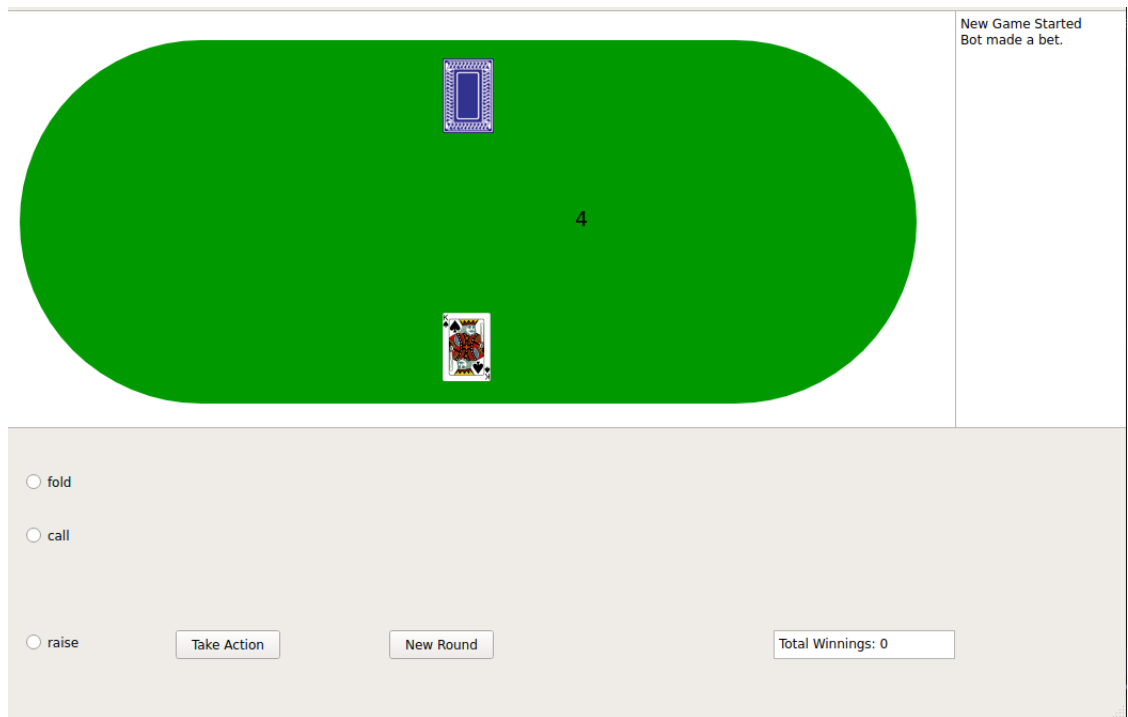 New Game Started
Bot made a bet.
4
K
K
fold
call
raise
Take Action
New Round
Total Winnings: 0